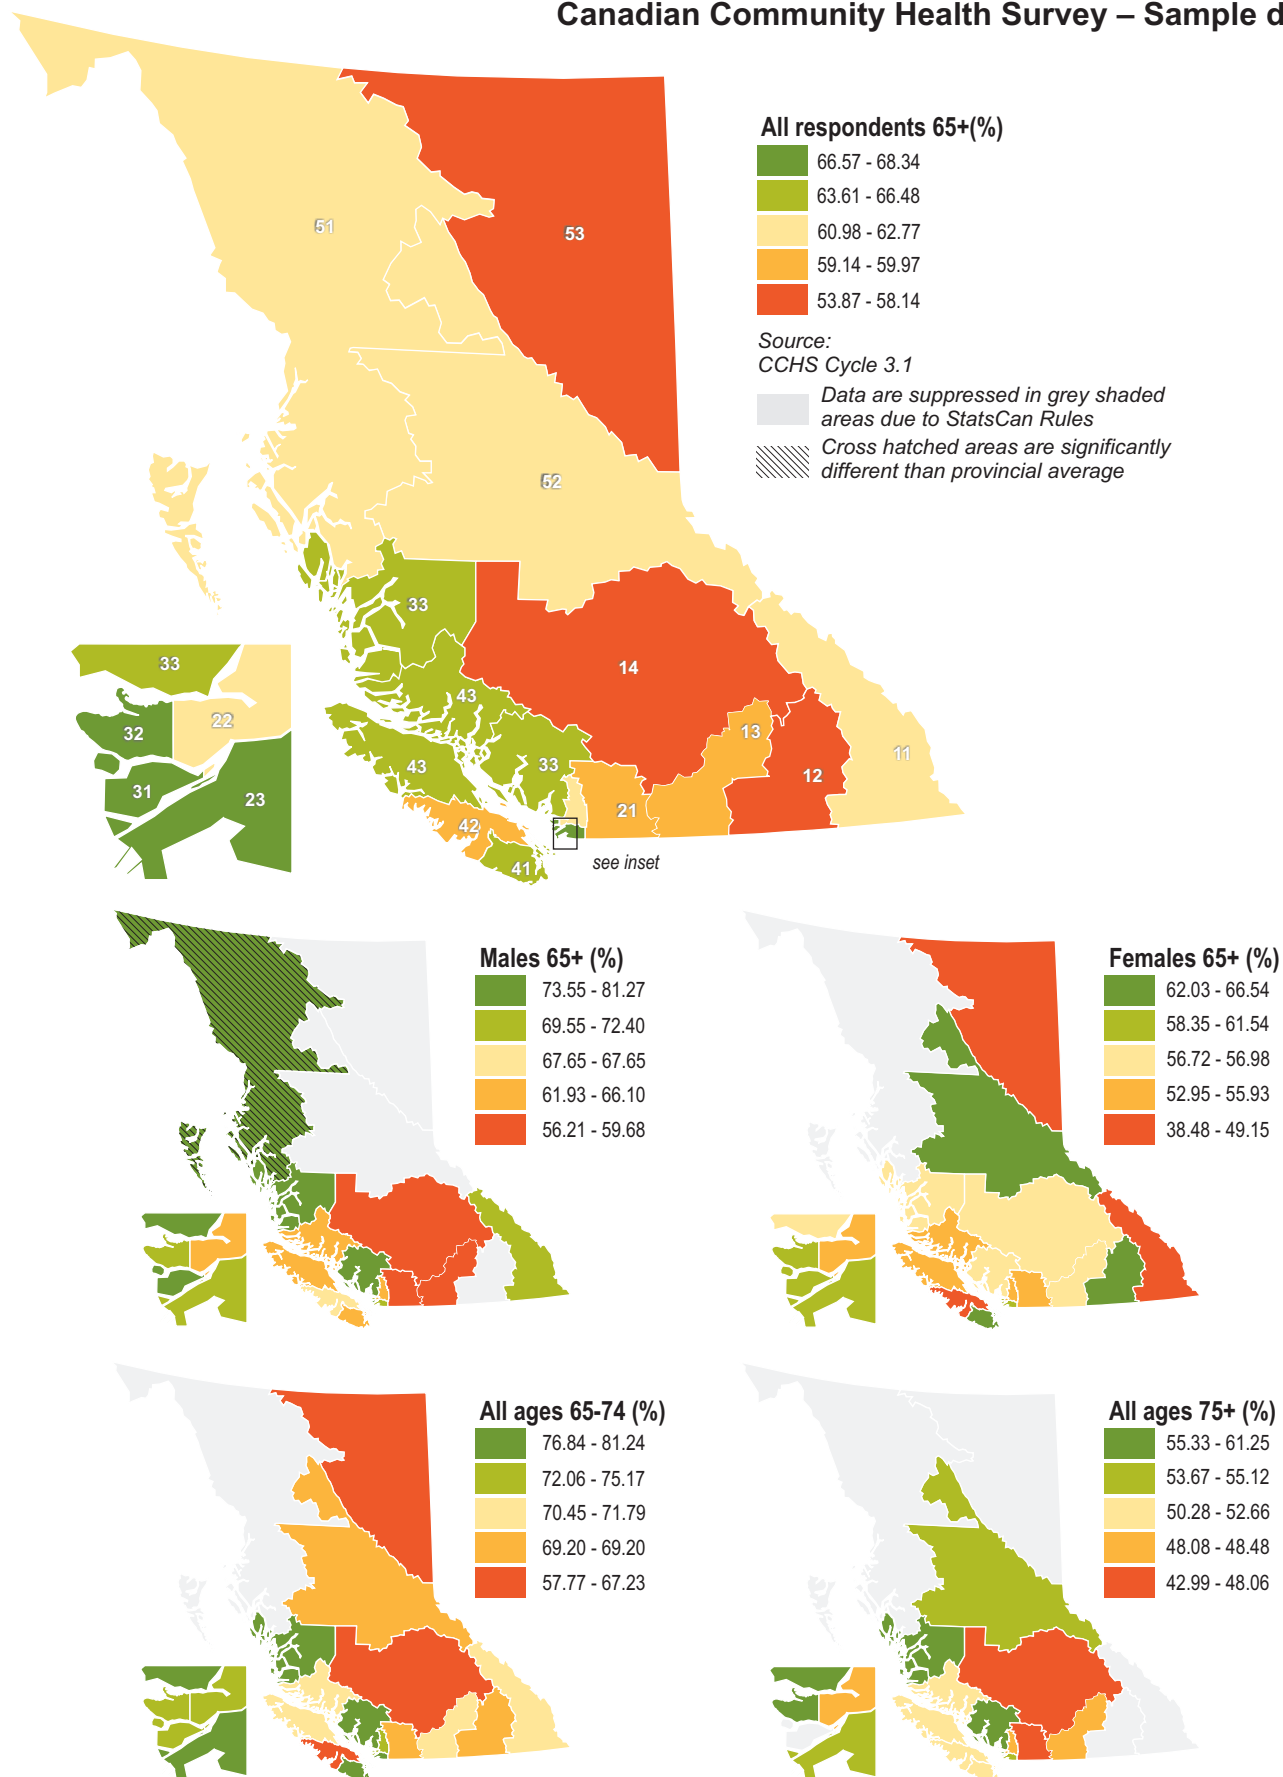 Canadian Community Health Survey – Sample d
All respondents 65+(%)
66.57 - 68.34
63.61 - 66.48
60.98 - 62.77
59.14 - 59.97
53.87 - 58.14
Source:
CCHS Cycle 3.1
Data are suppressed in grey shaded
areas due to StatsCan Rules
Cross hatched areas are significantly
different than provincial average
51
53
52
33
14
43
13
11
43
33
12
21
42
41
see inset
33
32
22
31
23
Males 65+ (%)
73.55 - 81.27
69.55 - 72.40
67.65 - 67.65
61.93 - 66.10
56.21 - 59.68
Females 65+ (%)
62.03 - 66.54
58.35 - 61.54
56.72 - 56.98
52.95 - 55.93
38.48 - 49.15
All ages 65-74 (%)
76.84 - 81.24
72.06 - 75.17
70.45 - 71.79
69.20 - 69.20
57.77 - 67.23
All ages 75+ (%)
55.33 - 61.25
53.67 - 55.12
50.28 - 52.66
48.08 - 48.48
42.99 - 48.06